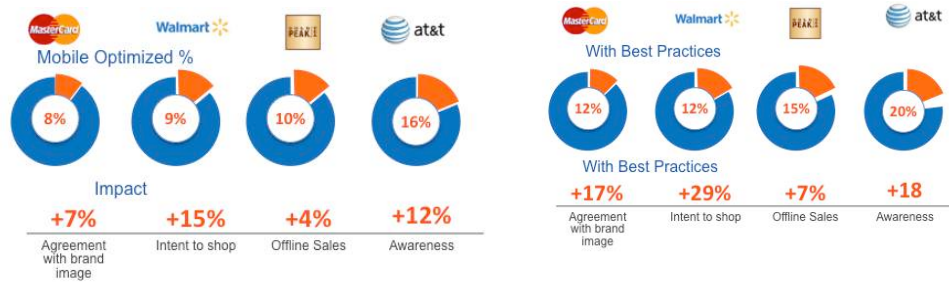 MasterCard Walmart PEAK at&t
Mobile Optimized %
8% 9% 10% 16%
Impact
+7% +15% +4% +12%
Agreement with brand image
Intent to shop
Offline Sales
Awareness
MasterCard Walmart PEAK at&t
With Best Practices
12% 12% 15% 20%
With Best Practices
+17% +29% +7% +18
Agreement with brand image
Intent to shop
Offline Sales
Awareness